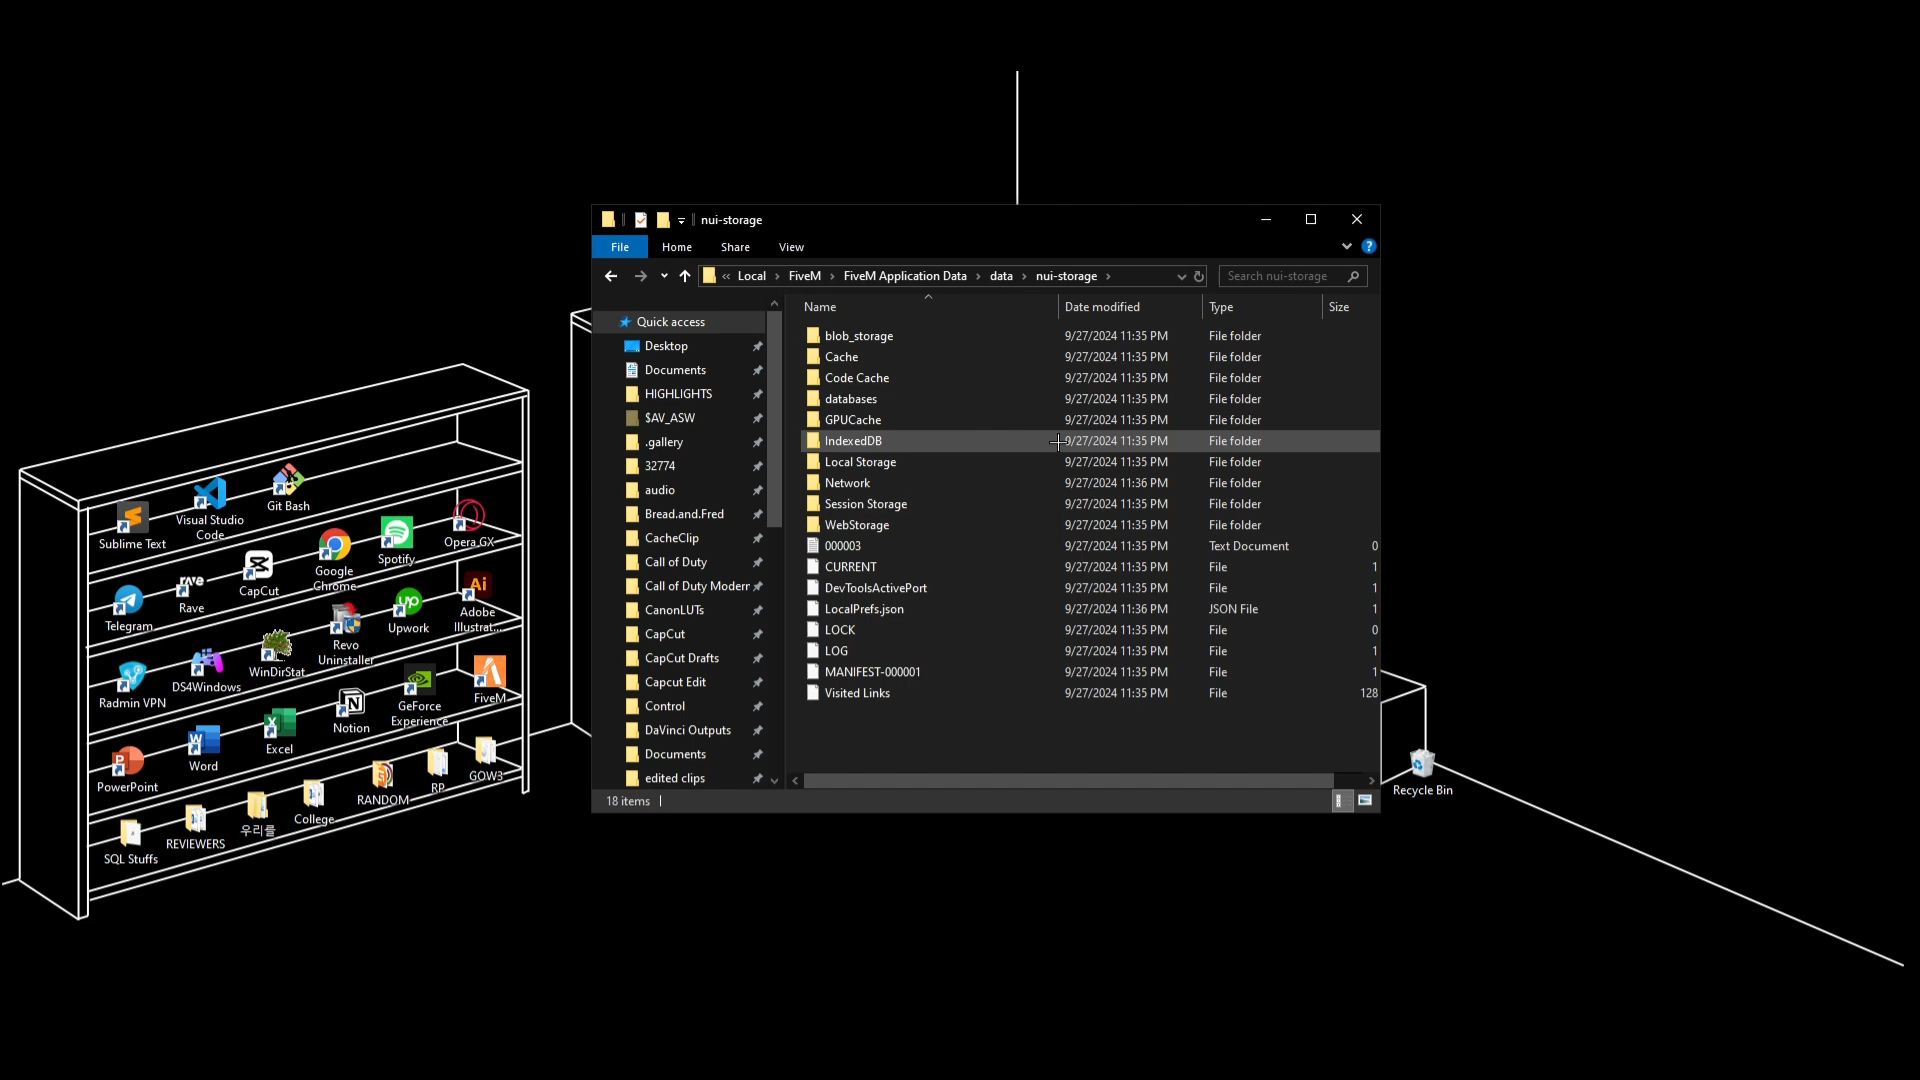 nui-storage
File
Home
Share
View
« Local › FiveM › FiveM Application Data › data › nui-storage ›
Search nui-storage
Quick access
Desktop
Documents
HIGHLIGHTS
$AV_ASW
.gallery
32774
audio
Bread.and.Fred
CacheClip
Call of Duty
Call of Duty Modern
CanonLUTs
CapCut
CapCut Drafts
Capcut Edit
Control
DaVinci Outputs
Documents
edited clips
Name Date modified Type Size
blob_storage 9/27/2024 11:35 PM File folder
Cache 9/27/2024 11:35 PM File folder
Code Cache 9/27/2024 11:35 PM File folder
databases 9/27/2024 11:35 PM File folder
GPUCache 9/27/2024 11:35 PM File folder
IndexedDB 9/27/2024 11:35 PM File folder
Local Storage 9/27/2024 11:35 PM File folder
Network 9/27/2024 11:36 PM File folder
Session Storage 9/27/2024 11:35 PM File folder
WebStorage 9/27/2024 11:35 PM File folder
000003 9/27/2024 11:35 PM Text Document 0
CURRENT 9/27/2024 11:35 PM File 1
DevToolsActivePort 9/27/2024 11:35 PM File 1
LocalPrefs.json 9/27/2024 11:36 PM JSON File 1
LOCK 9/27/2024 11:35 PM File 0
LOG 9/27/2024 11:35 PM File 1
MANIFEST-000001 9/27/2024 11:35 PM File 1
Visited Links 9/27/2024 11:35 PM File 128
18 items
Sublime Text
Visual Studio
Code
Git Bash
Telegram
Rave
CapCut
Google
Chrome
Spotify
Opera GX
Radmin VPN
DS4Windows
WinDirStat
Revo
Uninstaller
Upwork
Adobe
Illustrat...
PowerPoint
Word
Excel
Notion
GeForce
Experience
FiveM
SQL Stuffs
REVIEWERS
우리를
College
RANDOM
RP
GOW3
Recycle Bin